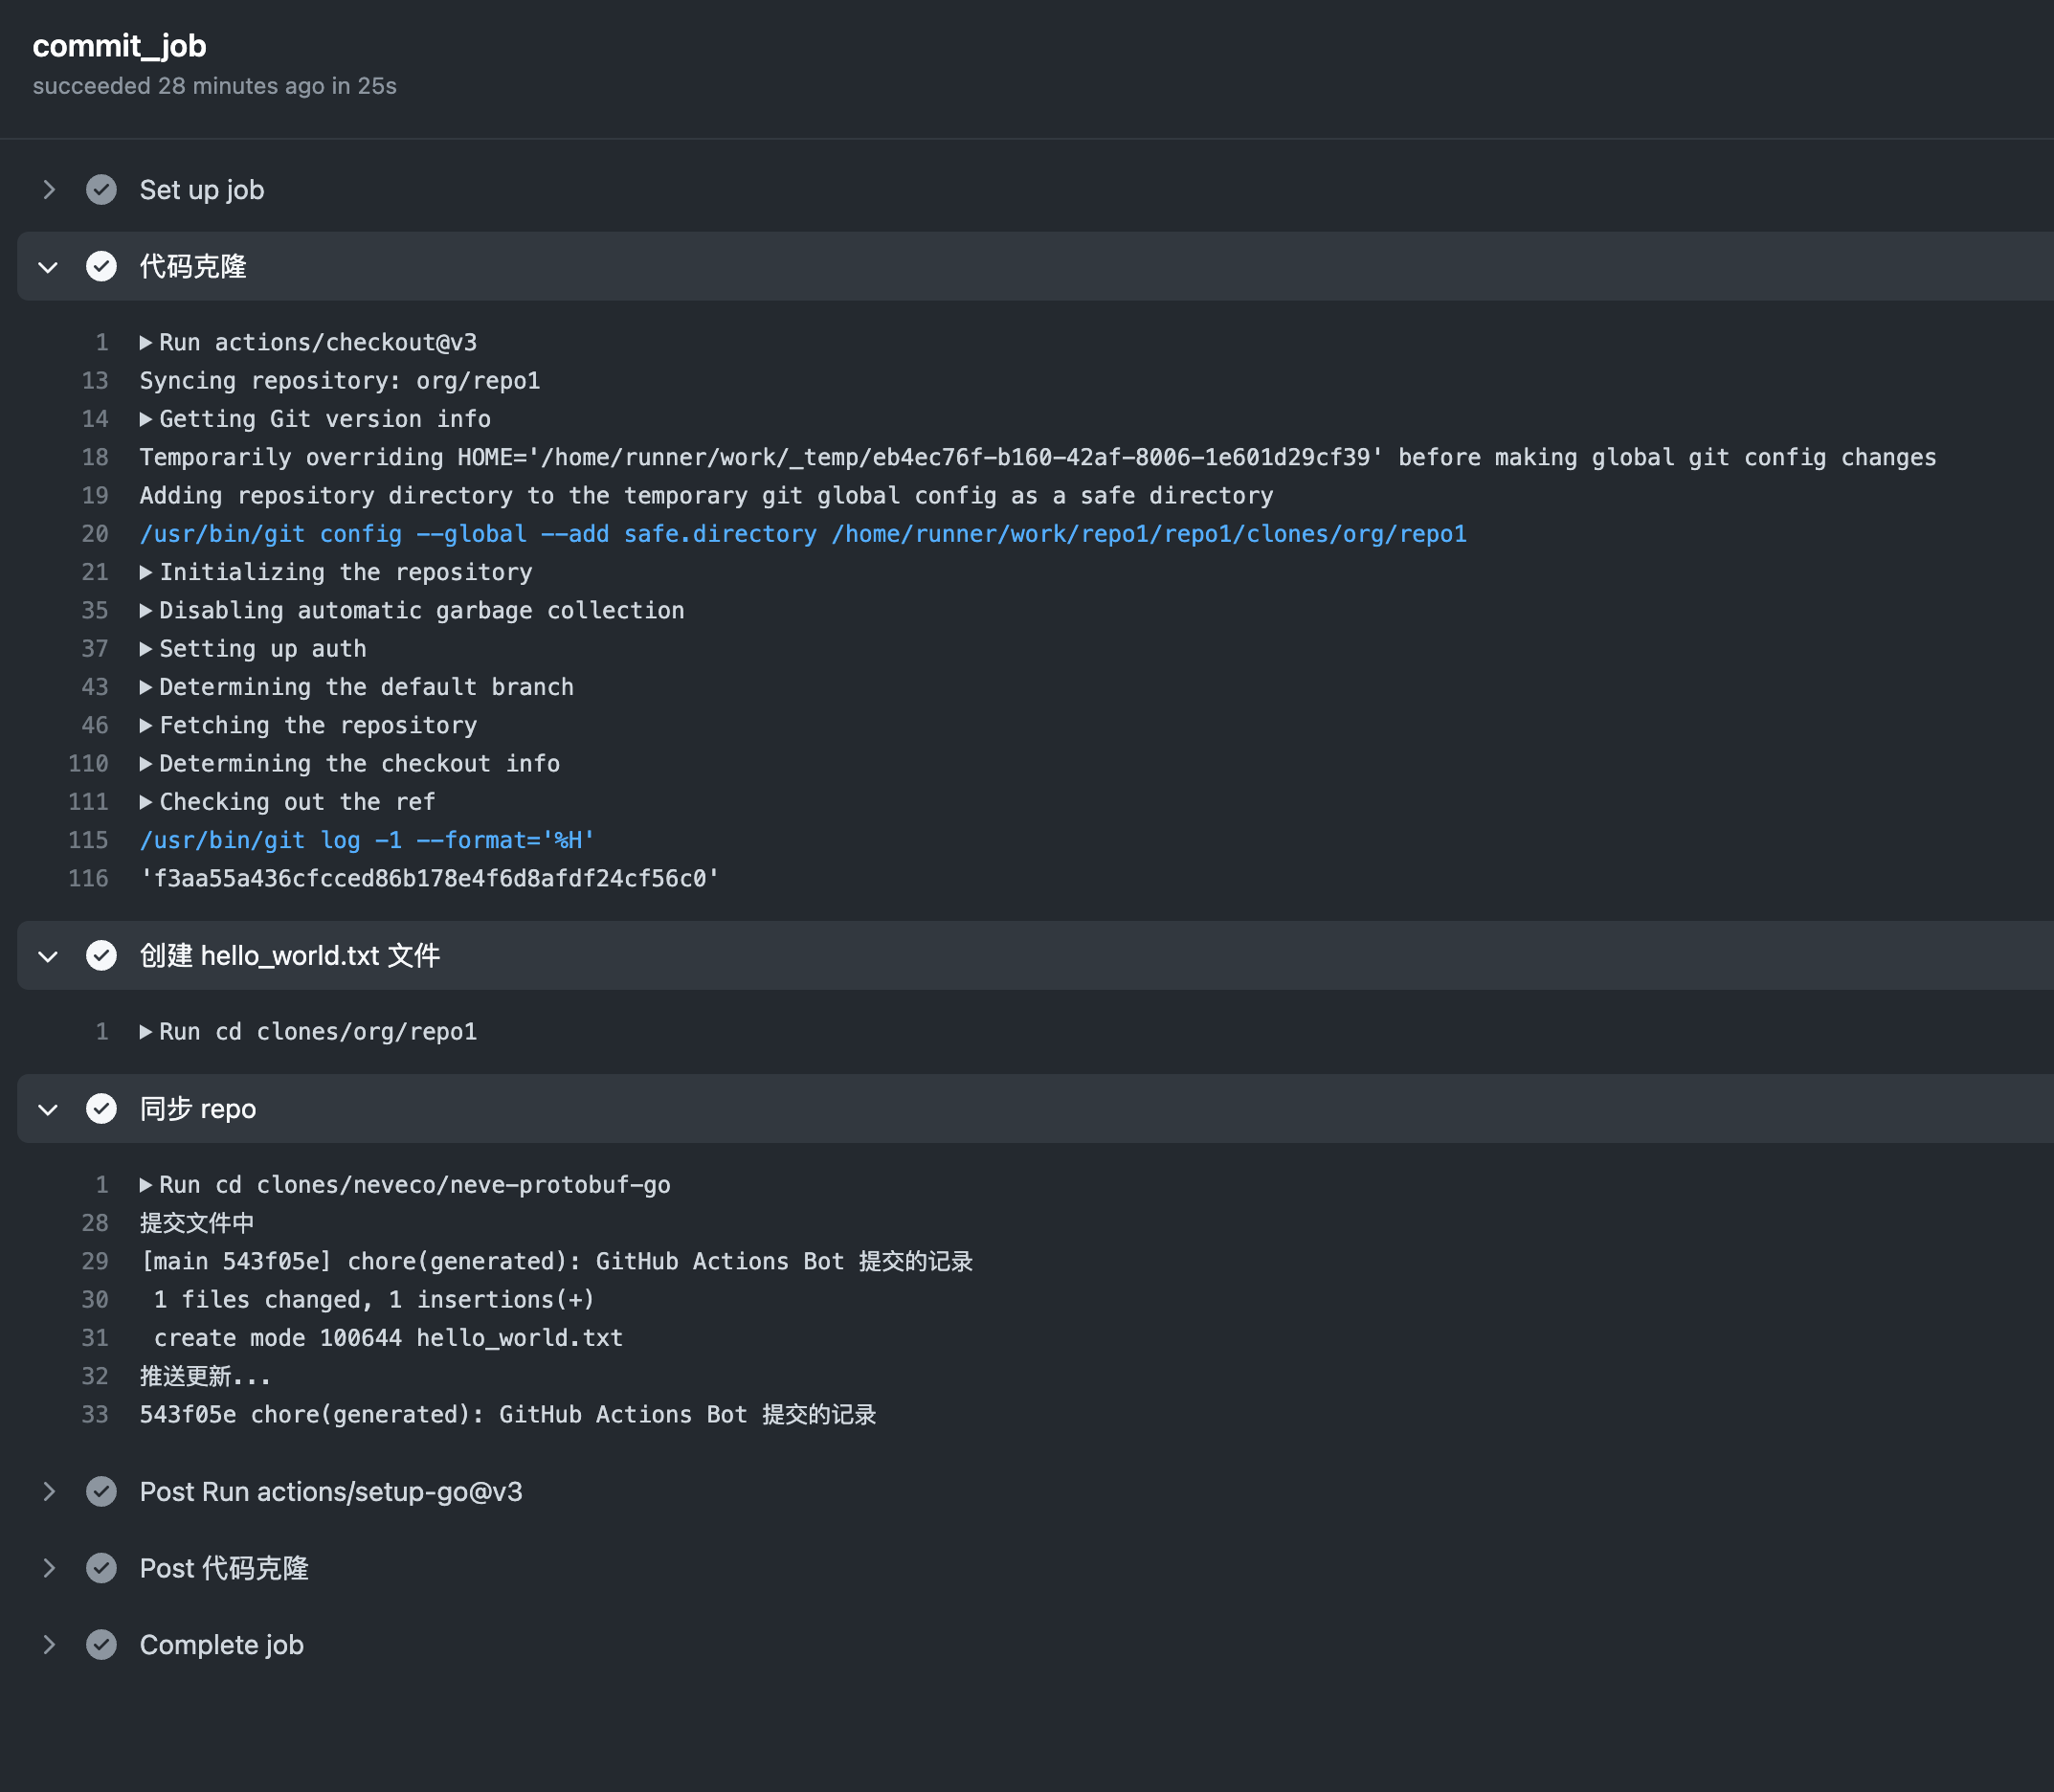 commit_job
succeeded 28 minutes ago in 25s
Set up job
代码克隆
1 Run actions/checkout@v3
13 Syncing repository: org/repo1
14 Getting Git version info
18 Temporarily overriding HOME='/home/runner/work/_temp/eb4ec76f-b160-42af-8006-1e601d29cf39' before making global git config changes
19 Adding repository directory to the temporary git global config as a safe directory
20 /usr/bin/git config --global --add safe.directory /home/runner/work/repo1/repo1/clones/org/repo1
21 Initializing the repository
35 Disabling automatic garbage collection
37 Setting up auth
43 Determining the default branch
46 Fetching the repository
110 Determining the checkout info
111 Checking out the ref
115 /usr/bin/git log -1 --format='%H'
116 'f3aa55a436cfcced86b178e4f6d8afdf24cf56c0'
创建 hello_world.txt 文件
1 Run cd clones/org/repo1
同步 repo
1 Run cd clones/neveco/neve-protobuf-go
28 提交文件中
29 [main 543f05e] chore(generated): GitHub Actions Bot 提交的记录
30 1 files changed, 1 insertions(+)
31 create mode 100644 hello_world.txt
32 推送更新...
33 543f05e chore(generated): GitHub Actions Bot 提交的记录
Post Run actions/setup-go@v3
Post 代码克隆
Complete job